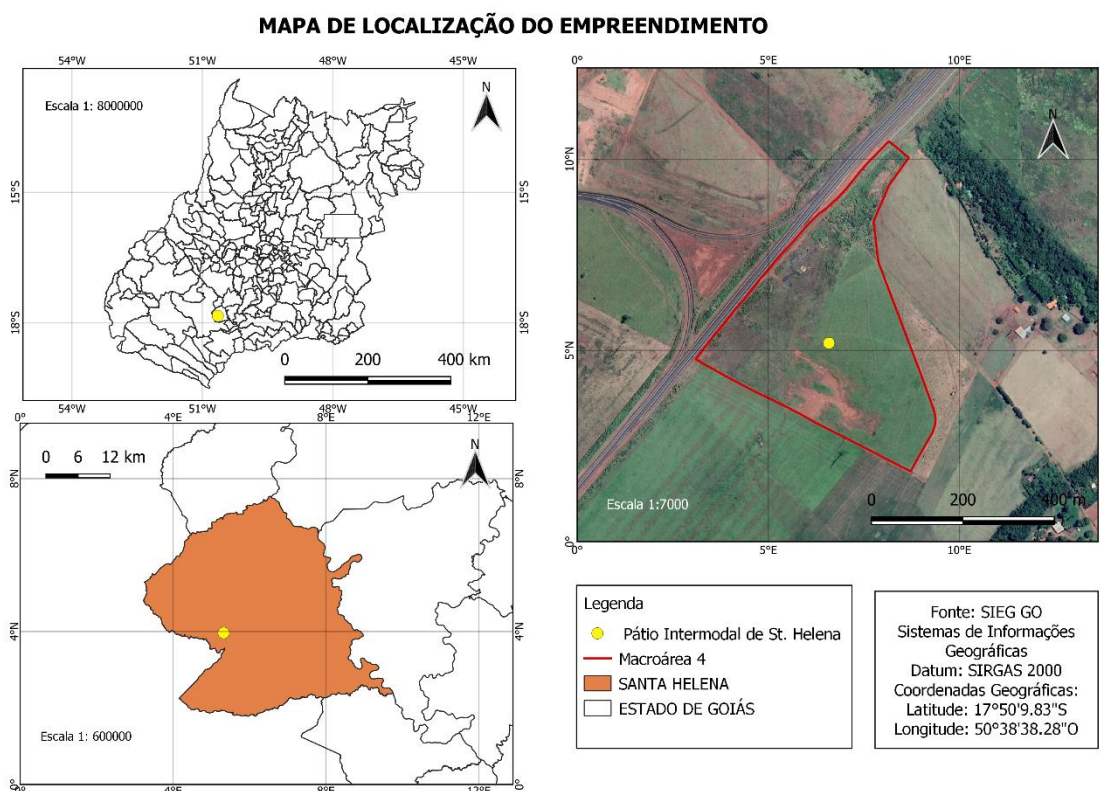 MAPA DE LOCALIZAÇÃO DO EMPREENDIMENTO
54°O 51°O 48°O 45°O
Escala 1: 8000000
N
15°S 15°S
18°S 18°S
0 200 400 km
54°O 51°O 48°O 45°O
0° 4°E 8°E 12°E
0 6 12 km
N
8°N 8°N
4°N 4°N
Escala 1: 600000
0° 0°
0° 4°E 8°E 12°E
0° 5°E 10°E
N
10°N 10°N
5°N 5°N
Escala 1:7000
0 200 400 m
0° 0°
0° 5°E 10°E
Legenda
Pátio Intermodal de St. Helena
Macroárea 4
SANTA HELENA
ESTADO DE GOIÁS
Fonte: SIEG GO
Sistemas de Informações
Geográficas
Datum: SIRGAS 2000
Coordenadas Geográficas:
Latitude: 17°50'9.83"S
Longitude: 50°38'38.28"O